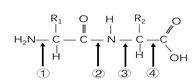 R₁ O H R₂
H₂N C C N C C O
H H OH
① ② ③ ④